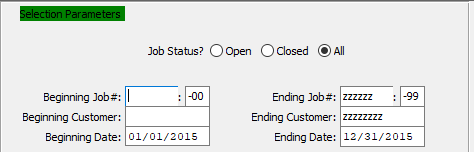 Selection Parameters
Job Status? Open Closed All
Beginning Job#: : -00 Ending Job#: zzzzzz : -99
Beginning Customer: Ending Customer: zzzzzzzz
Beginning Date: 01/01/2015 Ending Date: 12/31/2015